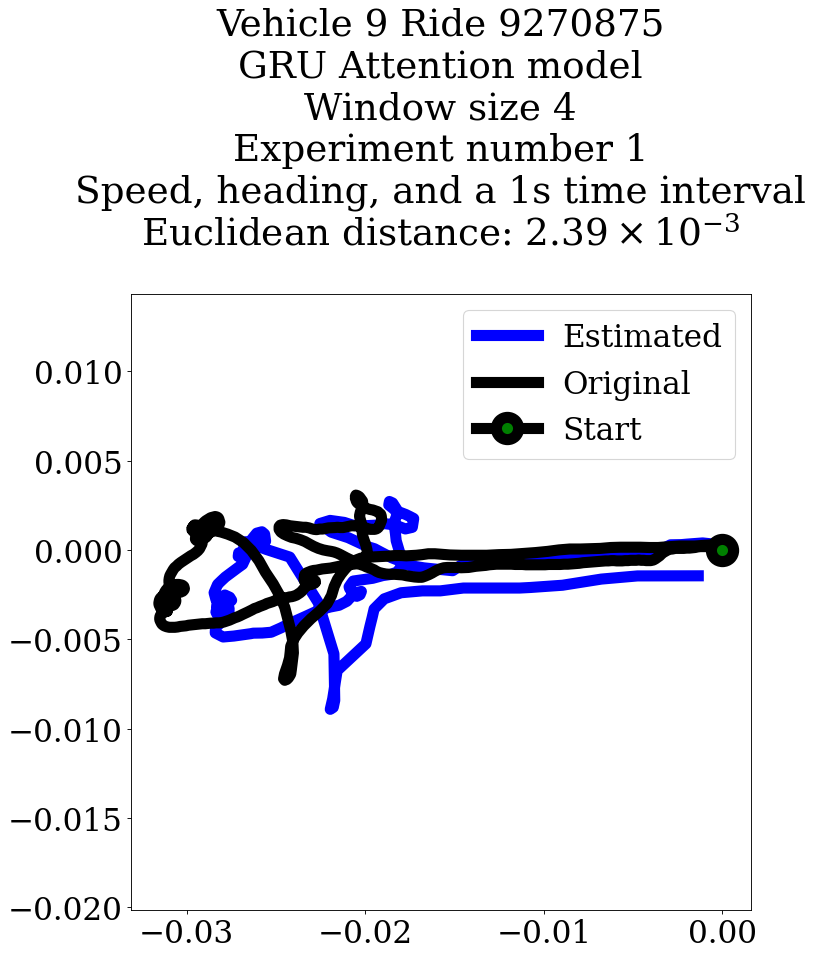 Vehicle 9 Ride 9270875
GRU Attention model
Window size 4
Experiment number 1
Speed, heading, and a 1s time interval
Euclidean distance: 2.39 × 10⁻³
Estimated
Original
Start
0.010
0.005
0.000
−0.005
−0.010
−0.015
−0.020
−0.03
−0.02
−0.01
0.00